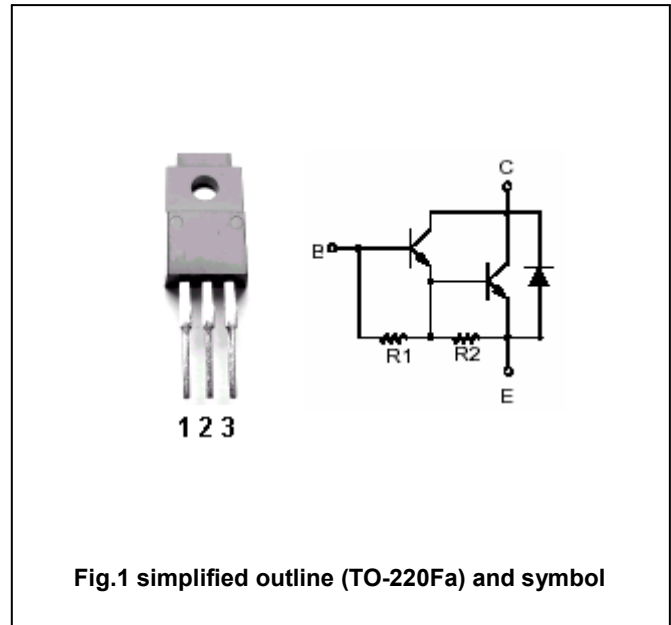 C
B
R1 R2
E
1 2 3
Fig.1 simplified outline (TO-220Fa) and symbol